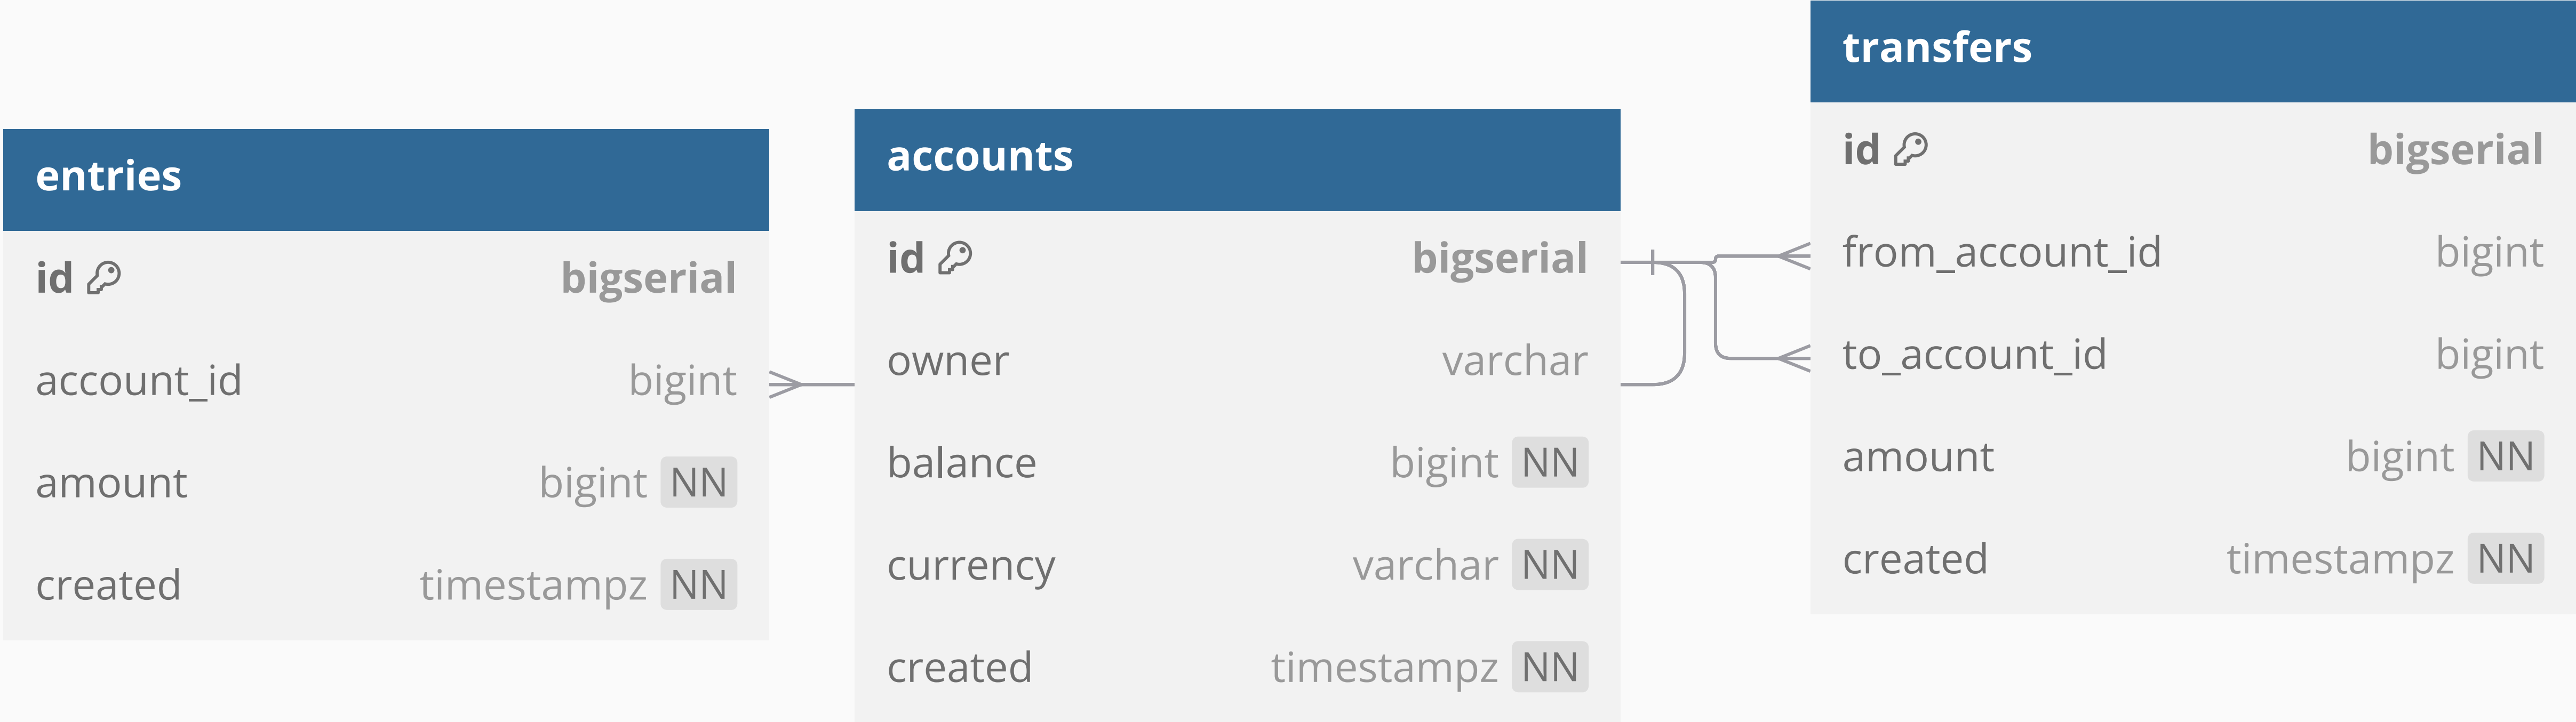 entries
id bigserial
account_id bigint
amount bigint NN
created timestampz NN
accounts
id bigserial
owner varchar
balance bigint NN
currency varchar NN
created timestampz NN
transfers
id bigserial
from_account_id bigint
to_account_id bigint
amount bigint NN
created timestampz NN